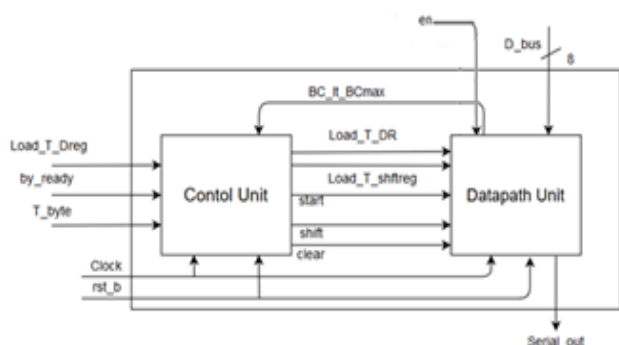 en
D_bus
8
BC_lt_BCmax
Load_T_Dreg
Load_T_DR
by_ready
Contol Unit
Load_T_shftreg
Datapath Unit
start
T_byte
shift
clear
Clock
rst_b
Serial_out